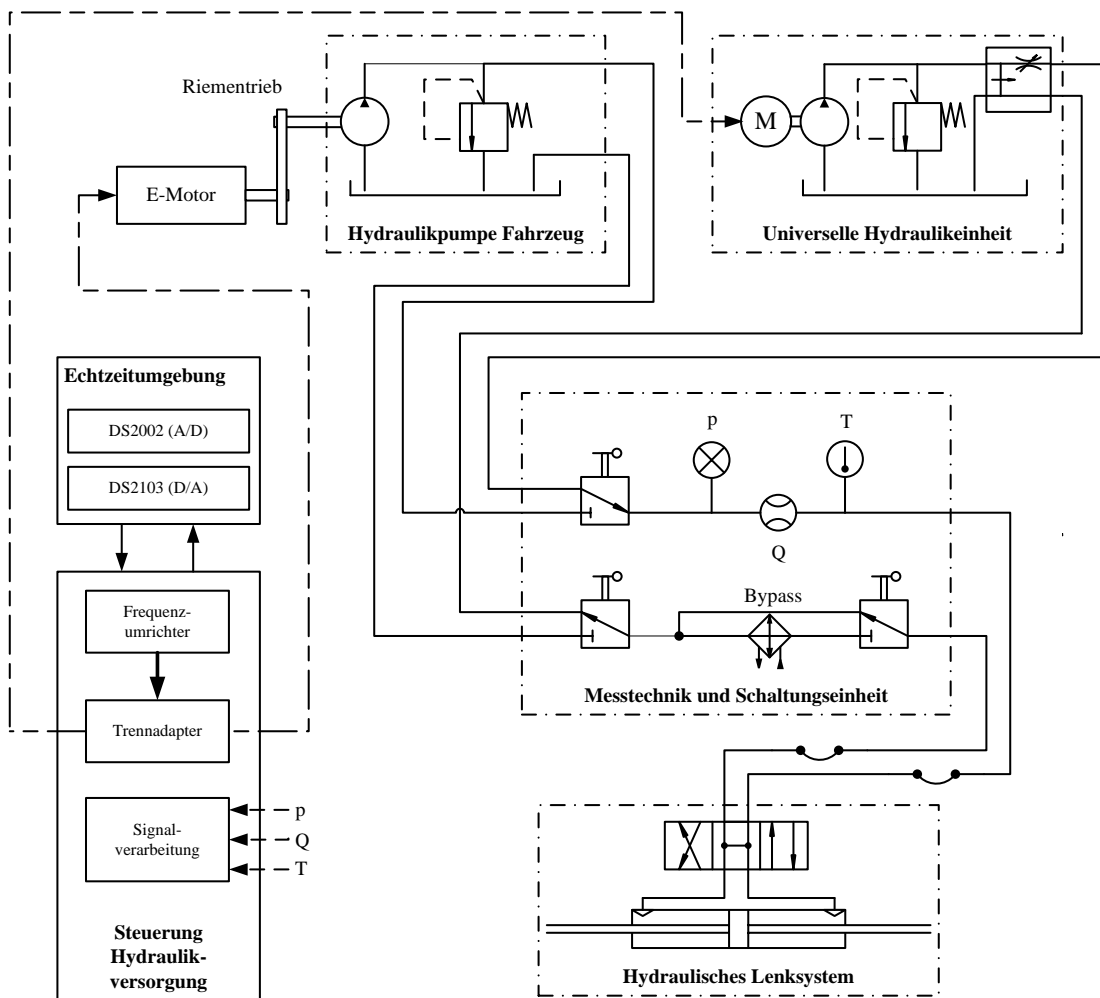 Riementrieb
E-Motor
Hydraulikpumpe Fahrzeug
M
Universelle Hydraulikeinheit
Echtzeitumgebung
DS2002 (A/D)
DS2103 (D/A)
Frequenz-
umrichter
Trennadapter
Signal-
verarbeitung
p
Q
T
Steuerung
Hydraulik-
versorgung
p
T
Q
Bypass
Messtechnik und Schaltungseinheit
Hydraulisches Lenksystem